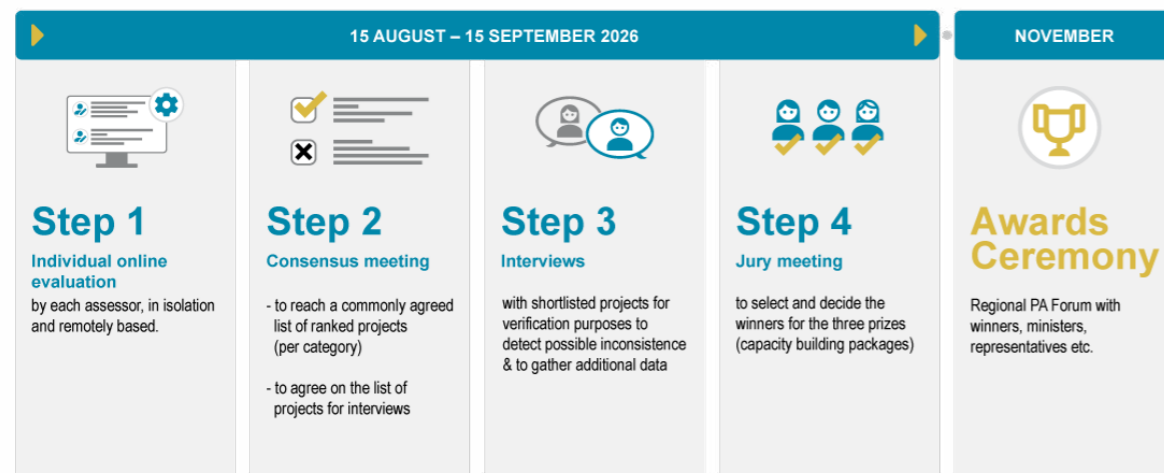 15 AUGUST – 15 SEPTEMBER 2026
NOVEMBER
Step 1
Individual online
evaluation
by each assessor, in isolation
and remotely based.
Step 2
Consensus meeting
- to reach a commonly agreed
list of ranked projects
(per category)
- to agree on the list of
projects for interviews
Step 3
Interviews
with shortlisted projects for
verification purposes to
detect possible inconsistence
& to gather additional data
Step 4
Jury meeting
to select and decide the
winners for the three prizes
(capacity building packages)
Awards
Ceremony
Regional PA Forum with
winners, ministers,
representatives etc.